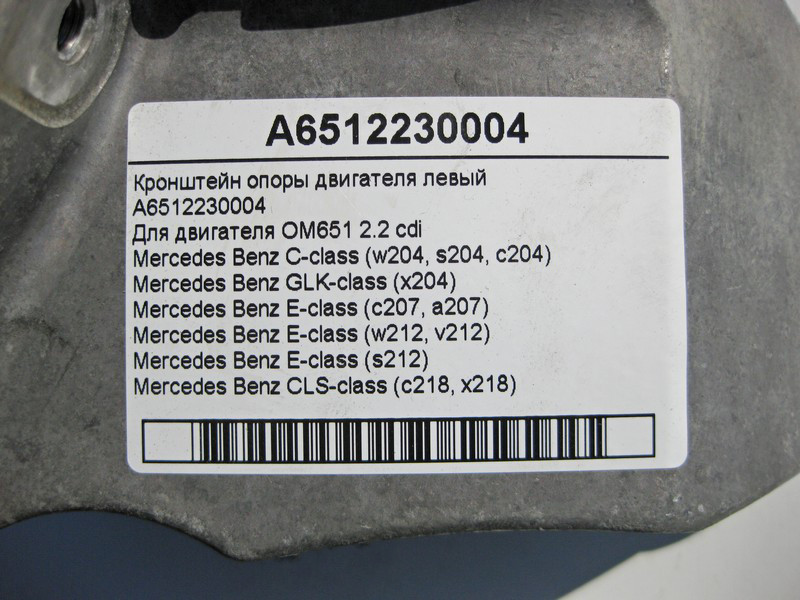 A6512230004
Кронштейн опоры двигателя левый
A6512230004
Для двигателя OM651 2.2 cdi
Mercedes Benz C-class (w204, s204, c204)
Mercedes Benz GLK-class (x204)
Mercedes Benz E-class (c207, a207)
Mercedes Benz E-class (w212, v212)
Mercedes Benz E-class (s212)
Mercedes Benz CLS-class (c218, x218)